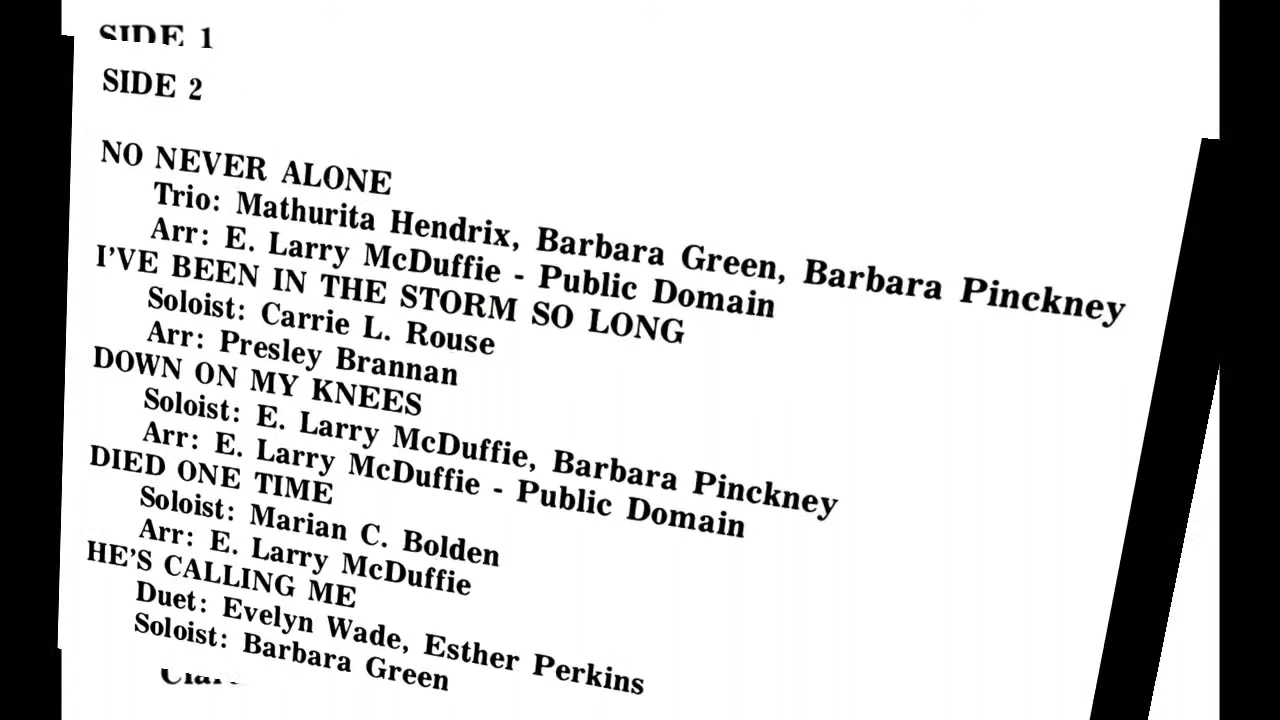 SIDE 1
SIDE 2
NO NEVER ALONE
Trio: Mathurita Hendrix, Barbara Green, Barbara Pinckney
Arr: E. Larry McDuffie - Public Domain
I'VE BEEN IN THE STORM SO LONG
Soloist: Carrie L. Rouse
Arr: Presley Brannan
DOWN ON MY KNEES
Soloist: E. Larry McDuffie, Barbara Pinckney
Arr: E. Larry McDuffie - Public Domain
DIED ONE TIME
Soloist: Marian C. Bolden
Arr: E. Larry McDuffie
HE'S CALLING ME
Duet: Evelyn Wade, Esther Perkins
Soloist: Barbara Green